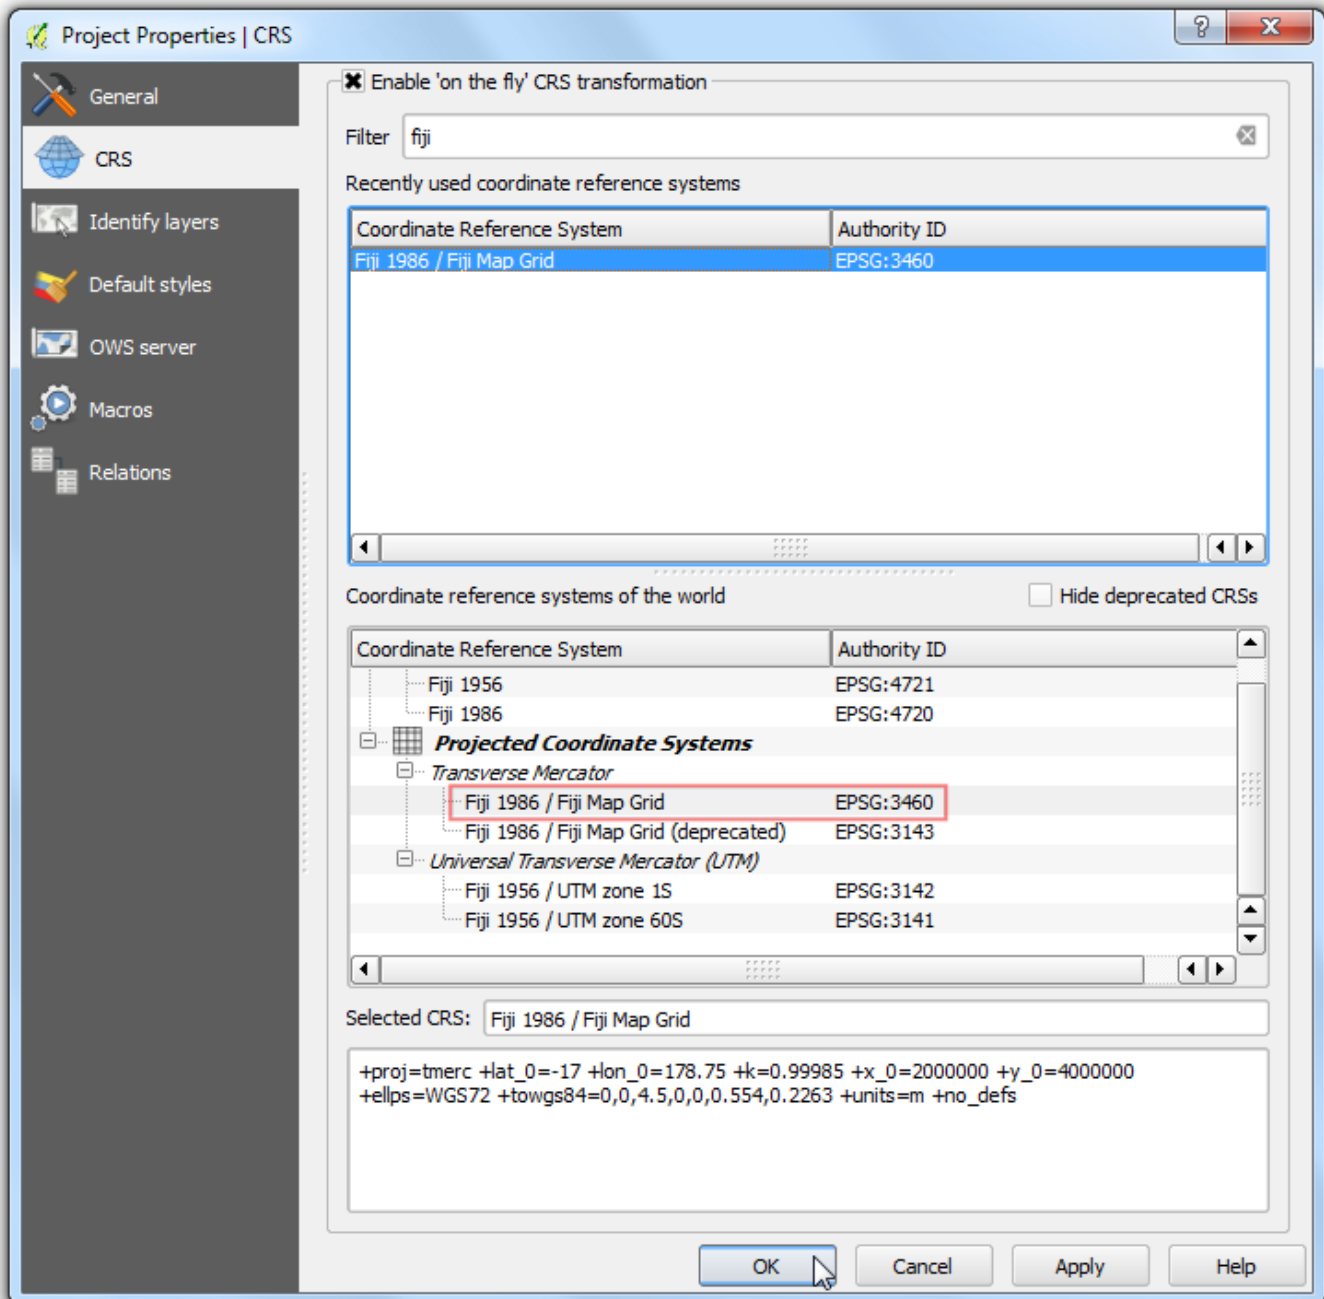 Project Properties | CRS
General
CRS
Identify layers
Default styles
OWS server
Macros
Relations
Enable 'on the fly' CRS transformation
Filter fiji
Recently used coordinate reference systems
Coordinate Reference System Authority ID
Fiji 1986 / Fiji Map Grid EPSG:3460
Coordinate reference systems of the world Hide deprecated CRSs
Coordinate Reference System Authority ID
Fiji 1956 EPSG:4721
Fiji 1986 EPSG:4720
Projected Coordinate Systems
Transverse Mercator
Fiji 1986 / Fiji Map Grid EPSG:3460
Fiji 1986 / Fiji Map Grid (deprecated) EPSG:3143
Universal Transverse Mercator (UTM)
Fiji 1956 / UTM zone 1S EPSG:3142
Fiji 1956 / UTM zone 60S EPSG:3141
Selected CRS: Fiji 1986 / Fiji Map Grid
+proj=tmerc +lat_0=-17 +lon_0=178.75 +k=0.99985 +x_0=2000000 +y_0=4000000
+ellps=WGS72 +towgs84=0,0,4.5,0,0,0.554,0.2263 +units=m +no_defs
OK Cancel Apply Help